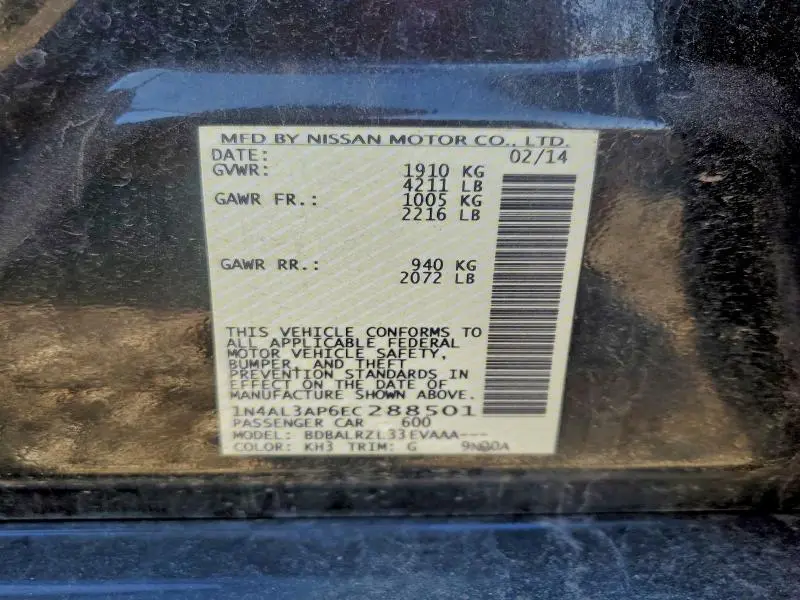 MFD BY NISSAN MOTOR CO., LTD.
DATE: 02/14
GVWR: 1910 KG
4211 LB
GAWR FR.: 1005 KG
2216 LB
GAWR RR.: 940 KG
2072 LB
THIS VEHICLE CONFORMS TO
ALL APPLICABLE FEDERAL
MOTOR VEHICLE SAFETY,
BUMPER, AND THEFT
PREVENTION STANDARDS IN
EFFECT ON THE DATE OF
MANUFACTURE SHOWN ABOVE.
1N4AL3AP6EC288501
PASSENGER CAR 600
MODEL: BDBALRZL33EVAAA---
COLOR: KH3 TRIM: G